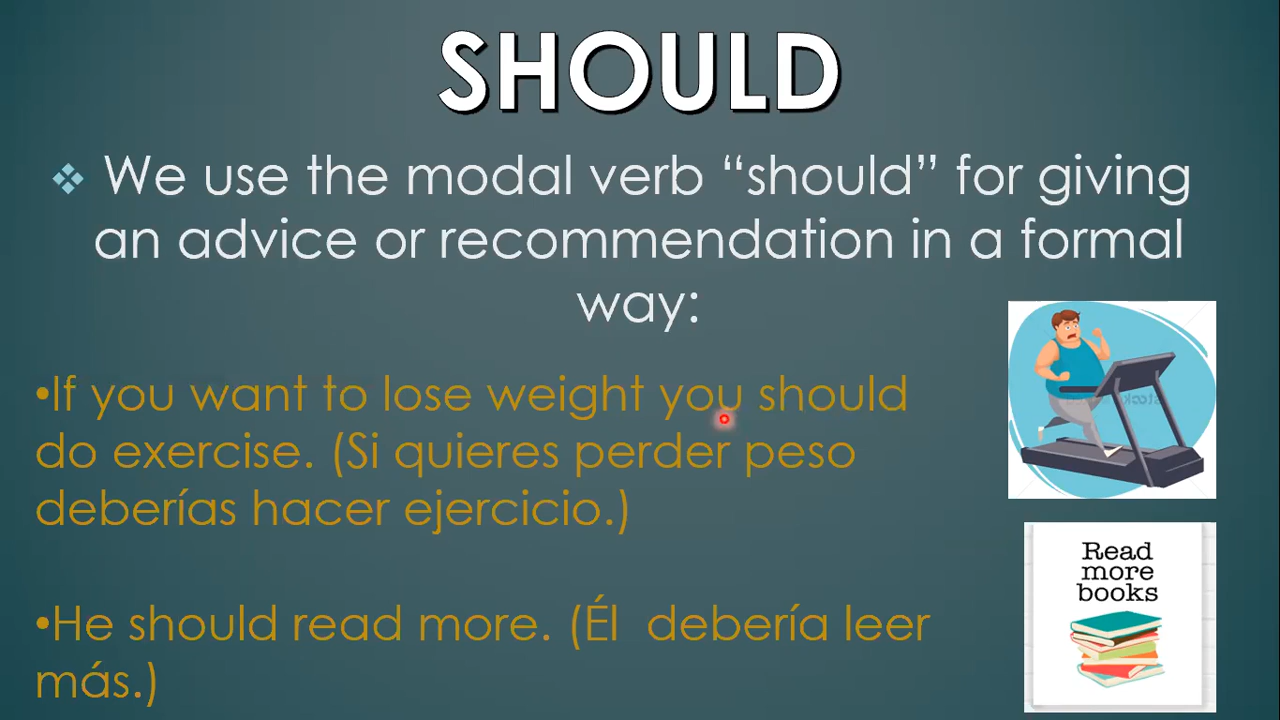 SHOULD
❖ We use the modal verb “should” for giving
an advice or recommendation in a formal
way:
•If you want to lose weight you should
do exercise. (Si quieres perder peso
deberías hacer ejercicio.)
•He should read more. (Él  debería leer
más.)
Read
more
books